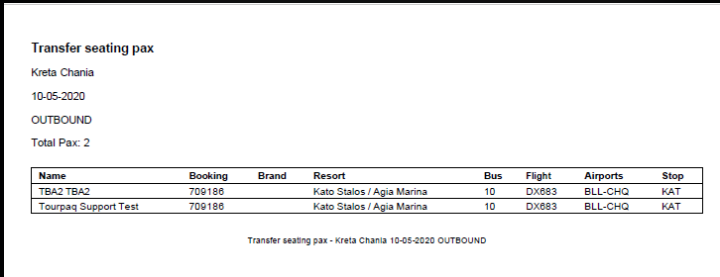 Transfer seating pax
Kreta Chania
10-05-2020
OUTBOUND
Total Pax: 2
Name Booking Brand Resort Bus Flight Airports Stop
TBA2 TBA2 709186 Kato Stalos / Agia Marina 10 DX683 BLL-CHQ KAT
Tourpaq Support Test 709186 Kato Stalos / Agia Marina 10 DX683 BLL-CHQ KAT
Transfer seating pax - Kreta Chania 10-05-2020 OUTBOUND